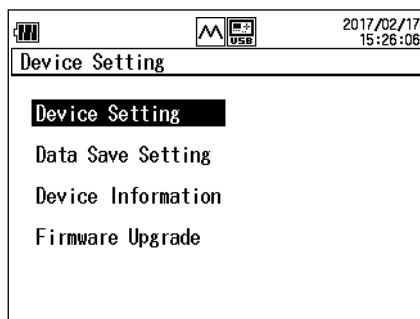 USB
2017/02/17
15:26:06
Device Setting
Device Setting
Data Save Setting
Device Information
Firmware Upgrade